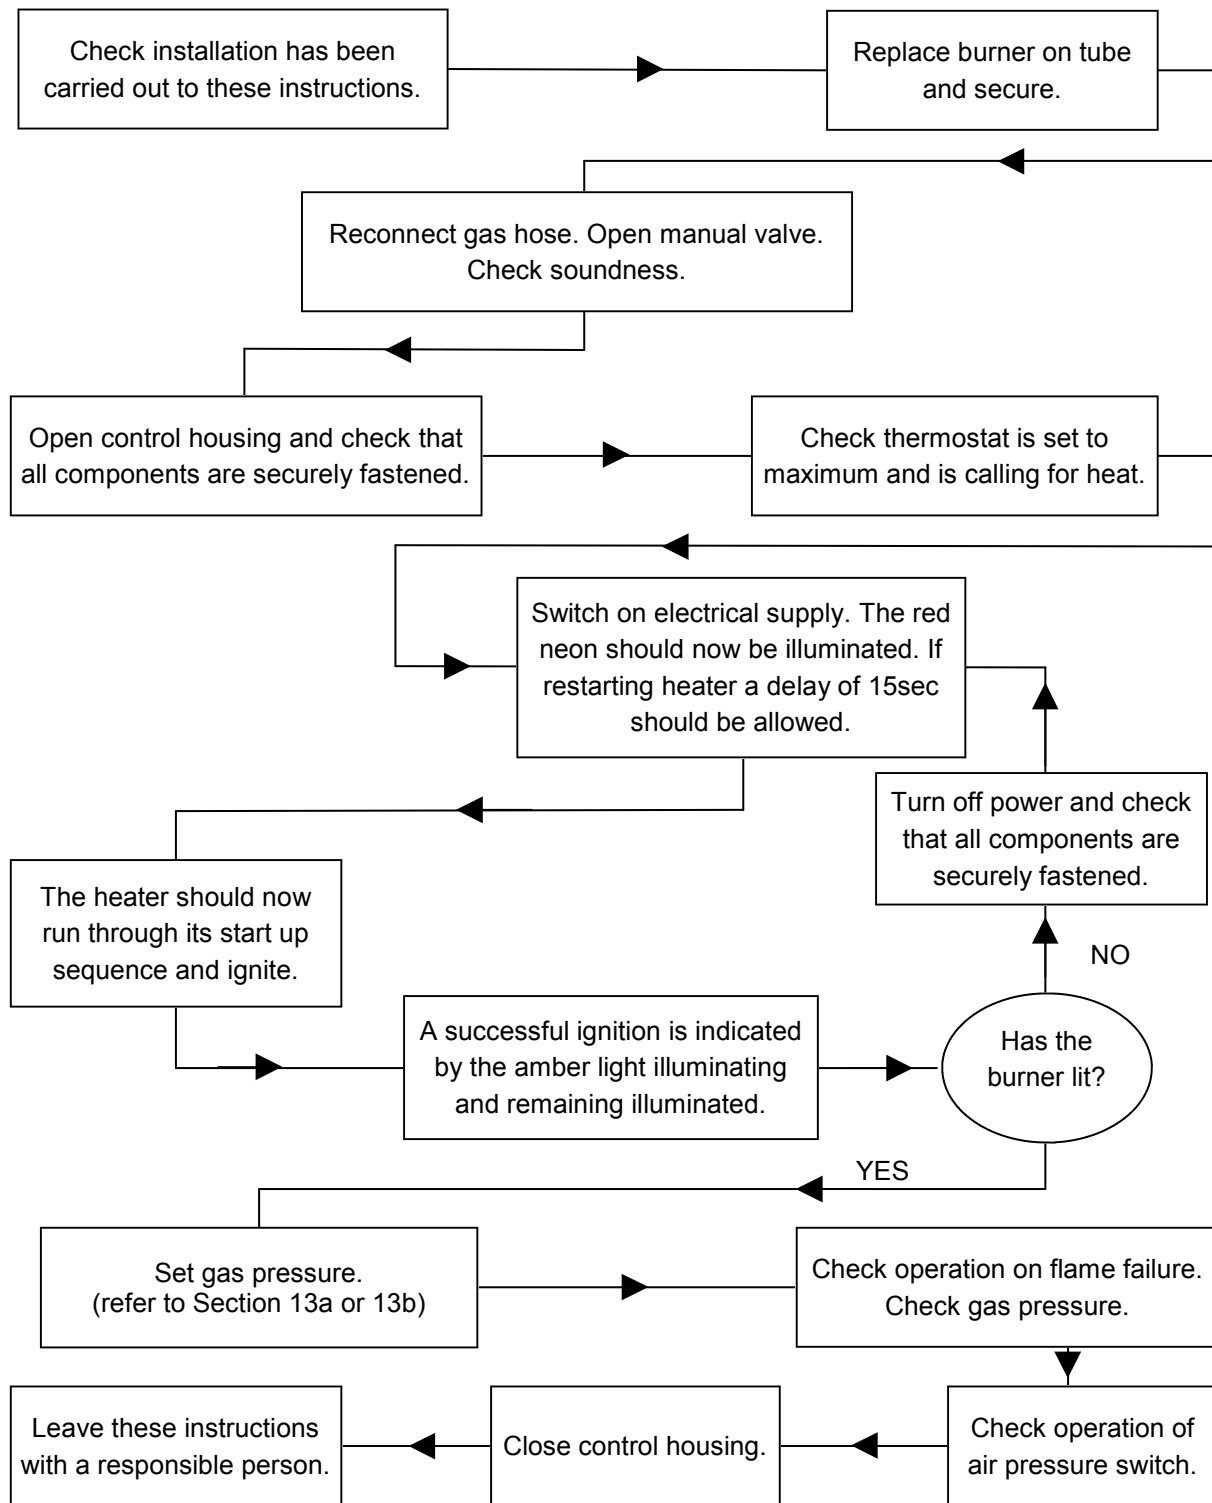 Check installation has been
carried out to these instructions.
Replace burner on tube
and secure.
Reconnect gas hose. Open manual valve.
Check soundness.
Open control housing and check that
all components are securely fastened.
Check thermostat is set to
maximum and is calling for heat.
Switch on electrical supply. The red
neon should now be illuminated. If
restarting heater a delay of 15sec
should be allowed.
Turn off power and check
that all components are
securely fastened.
The heater should now
run through its start up
sequence and ignite.
NO
A successful ignition is indicated
by the amber light illuminating
and remaining illuminated.
Has the
burner lit?
YES
Set gas pressure.
(refer to Section 13a or 13b)
Check operation on flame failure.
Check gas pressure.
Leave these instructions
with a responsible person.
Close control housing.
Check operation of
air pressure switch.